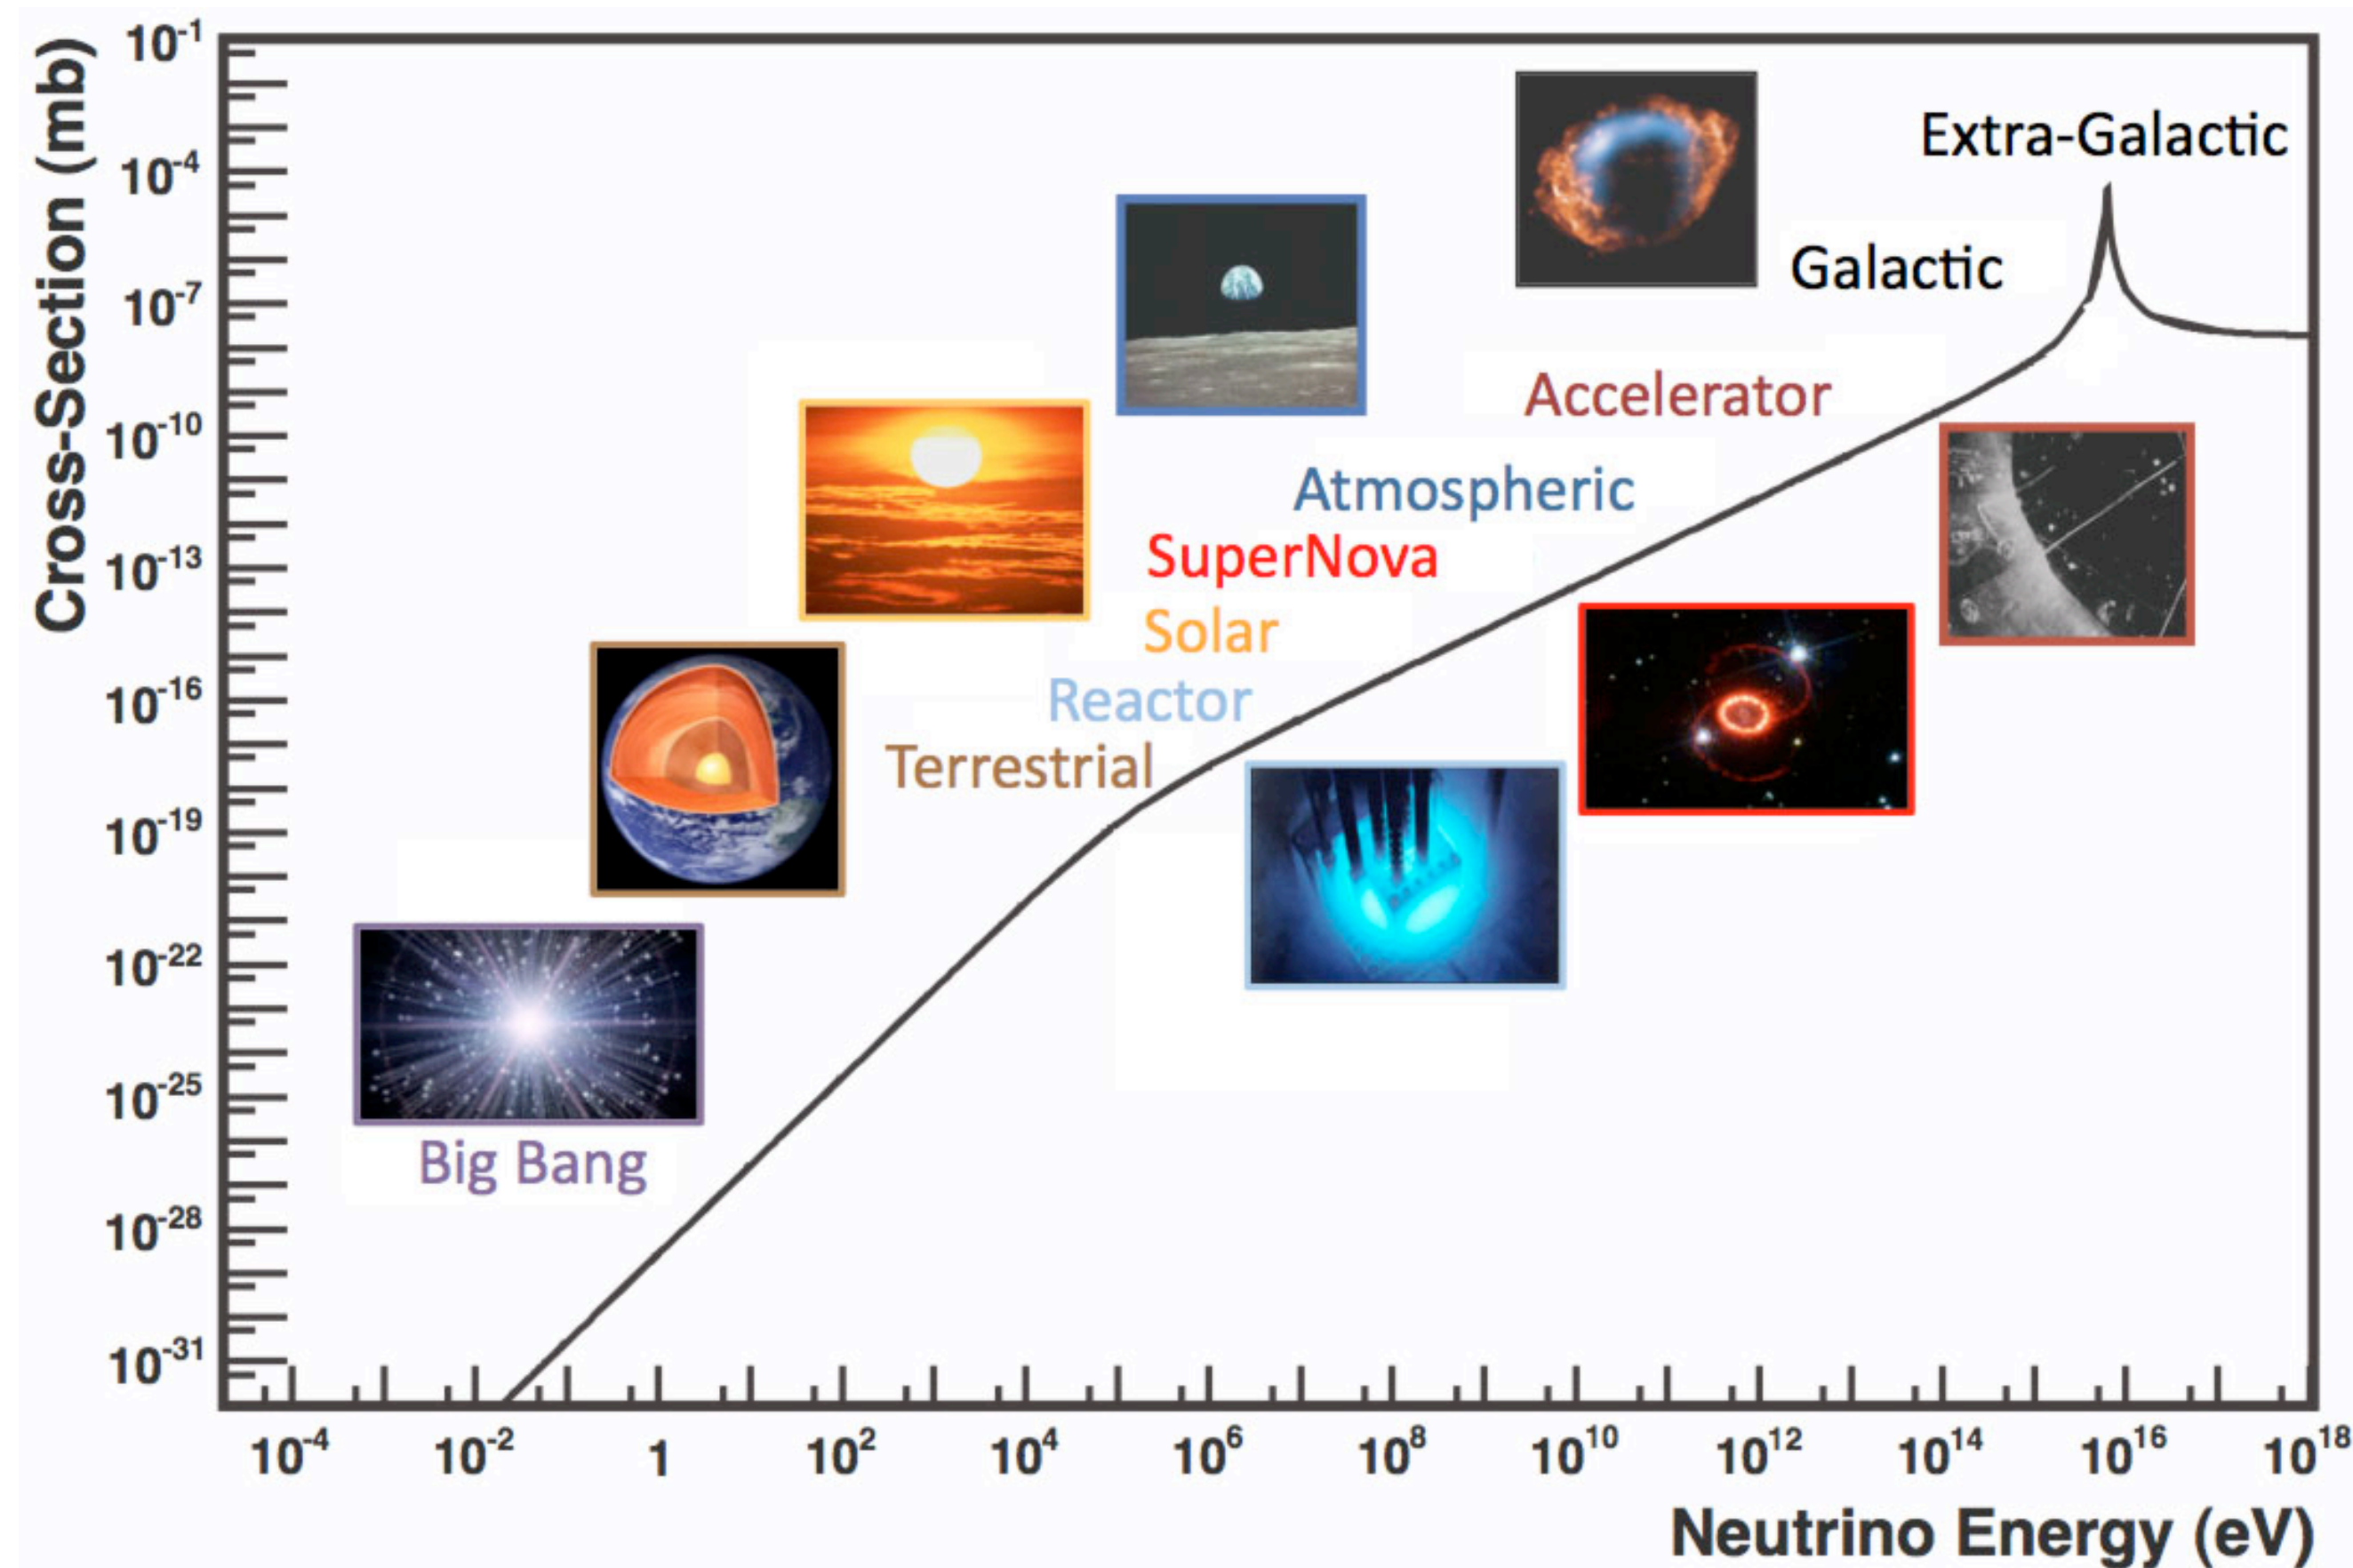 Cross-Section (mb)
10⁻¹
10⁻⁴
10⁻⁷
10⁻¹⁰
10⁻¹³
10⁻¹⁶
10⁻¹⁹
10⁻²²
10⁻²⁵
10⁻²⁸
10⁻³¹
Extra-Galactic
Galactic
Accelerator
Atmospheric
SuperNova
Solar
Reactor
Terrestrial
Big Bang
10⁻⁴ 10⁻² 1 10² 10⁴ 10⁶ 10⁸ 10¹⁰ 10¹² 10¹⁴ 10¹⁶ 10¹⁸
Neutrino Energy (eV)